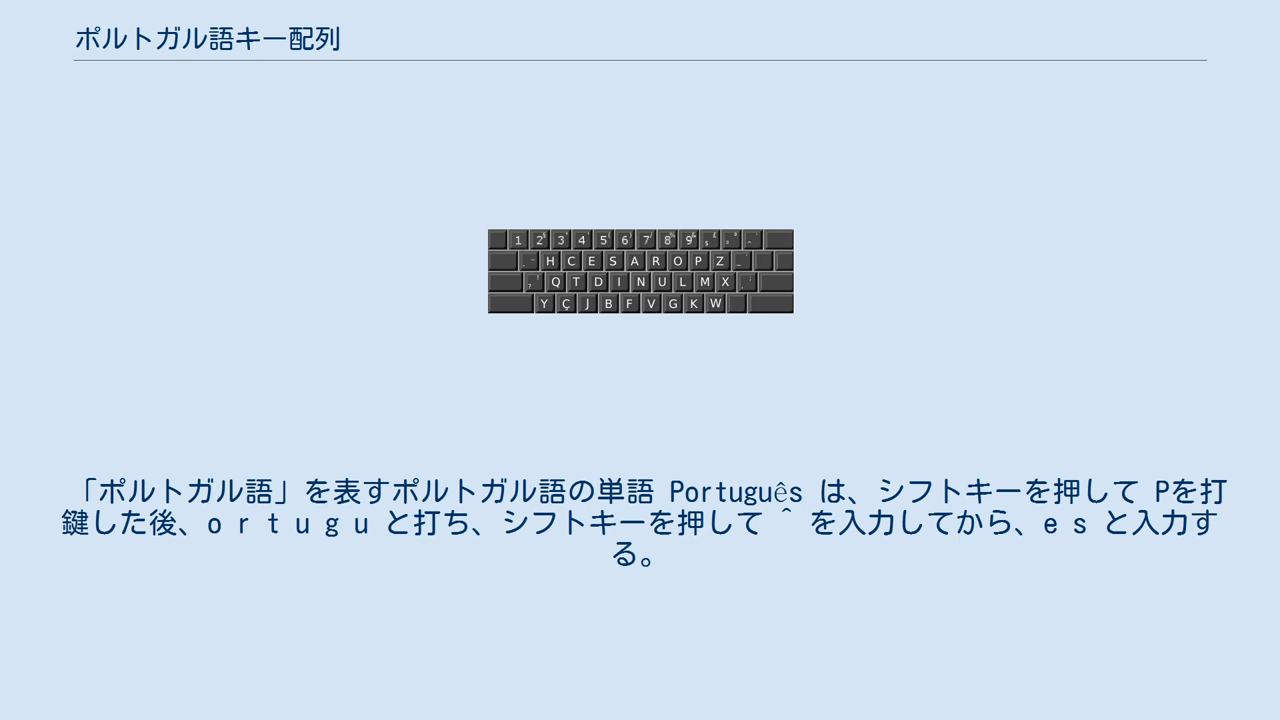 ポルトガル語キー配列
1 2 3 4 5 6 7 8 9
H C E S A R O P Z
Q T D I N U L M X
Y Ç J B F V G K W
「ポルトガル語」を表すポルトガル語の単語 Português は、シフトキーを押して Pを打
鍵した後、o r t u g u と打ち、シフトキーを押して ^ を入力してから、e s と入力す
る。